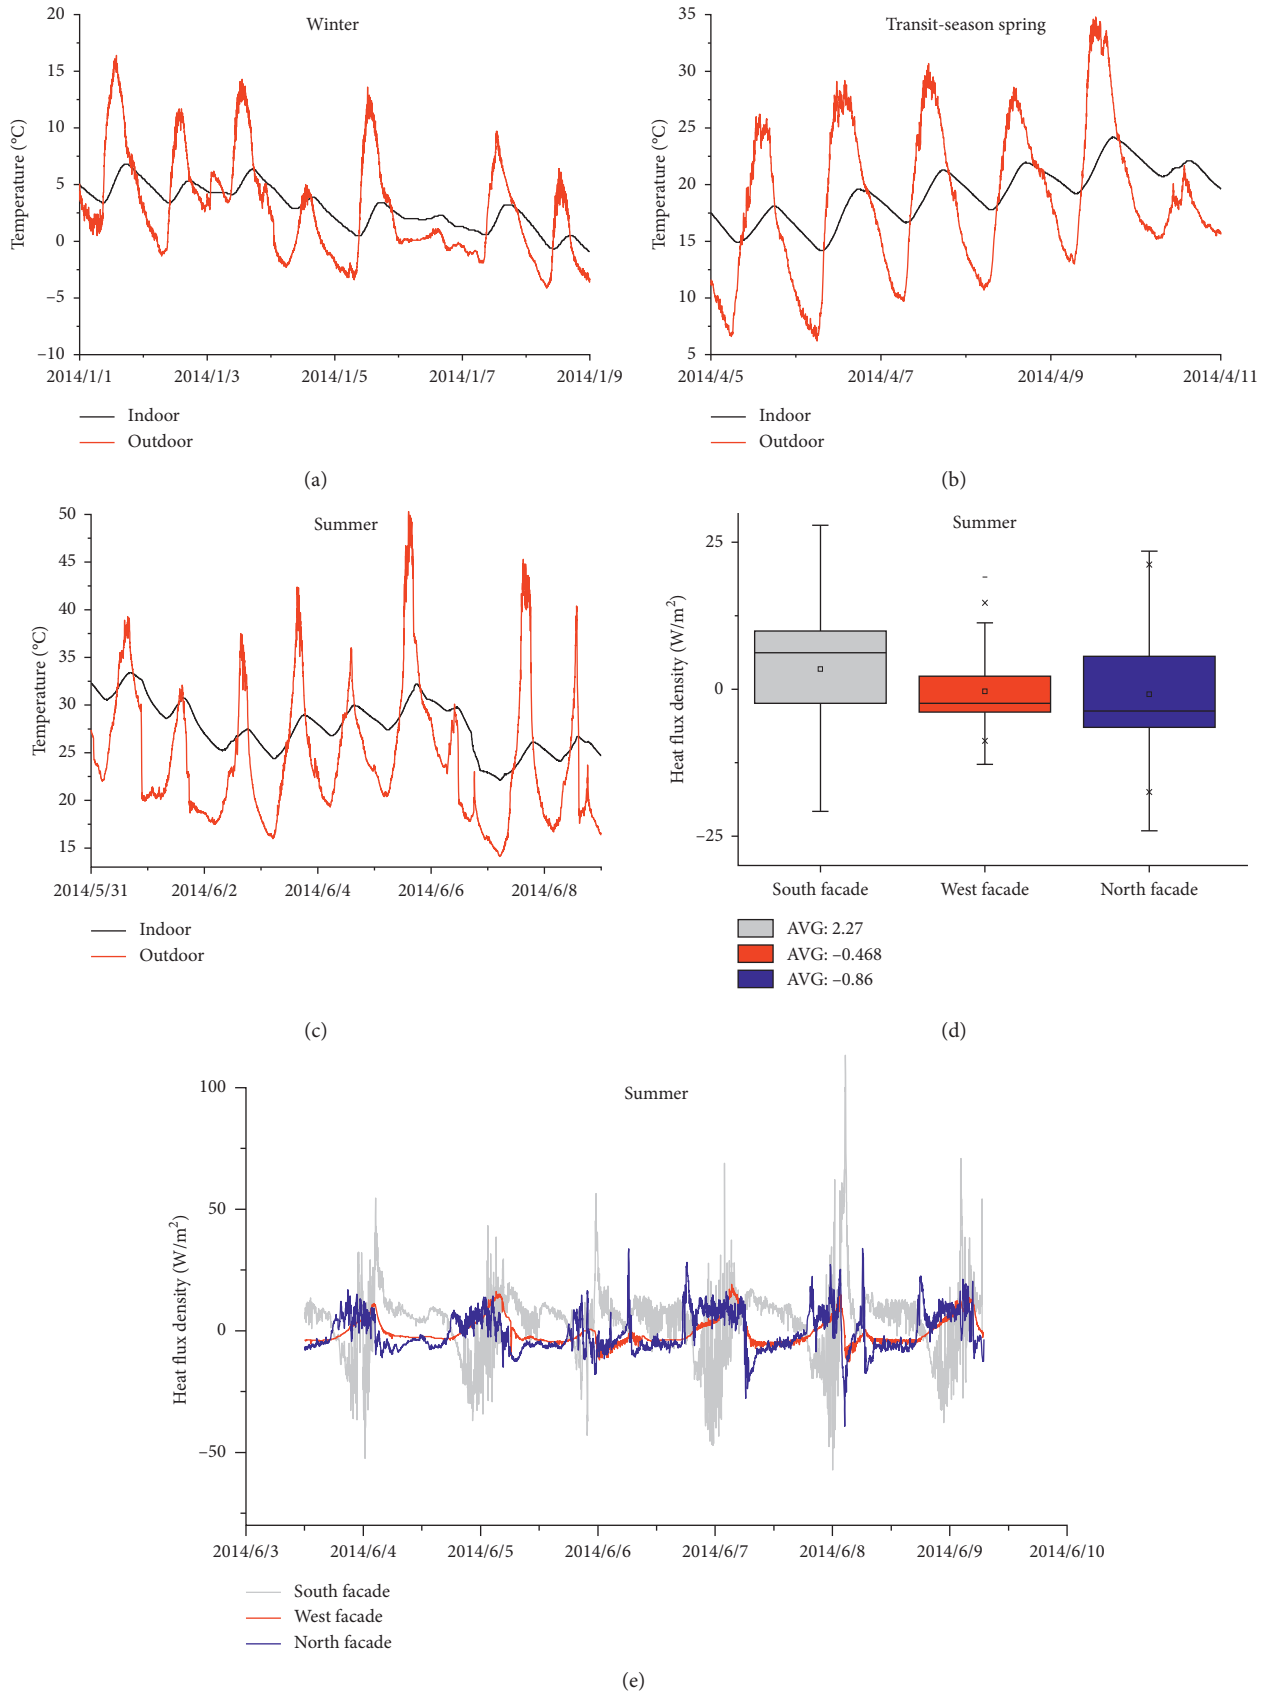 Winter
Temperature (°C)
20
15
10
5
0
−5
−10
2014/1/1 2014/1/3 2014/1/5 2014/1/7 2014/1/9
Indoor
Outdoor
(a)
Transit-season spring
Temperature (°C)
35
30
25
20
15
10
5
2014/4/5 2014/4/7 2014/4/9 2014/4/11
Indoor
Outdoor
(b)
Summer
Temperature (°C)
50
45
40
35
30
25
20
15
2014/5/31 2014/6/2 2014/6/4 2014/6/6 2014/6/8
Indoor
Outdoor
(c)
Summer
Heat flux density (W/m²)
25
0
−25
South facade West facade North facade
AVG: 2.27
AVG: −0.468
AVG: −0.86
(d)
Summer
Heat flux density (W/m²)
100
50
0
−50
2014/6/3 2014/6/4 2014/6/5 2014/6/6 2014/6/7 2014/6/8 2014/6/9 2014/6/10
South facade
West facade
North facade
(e)